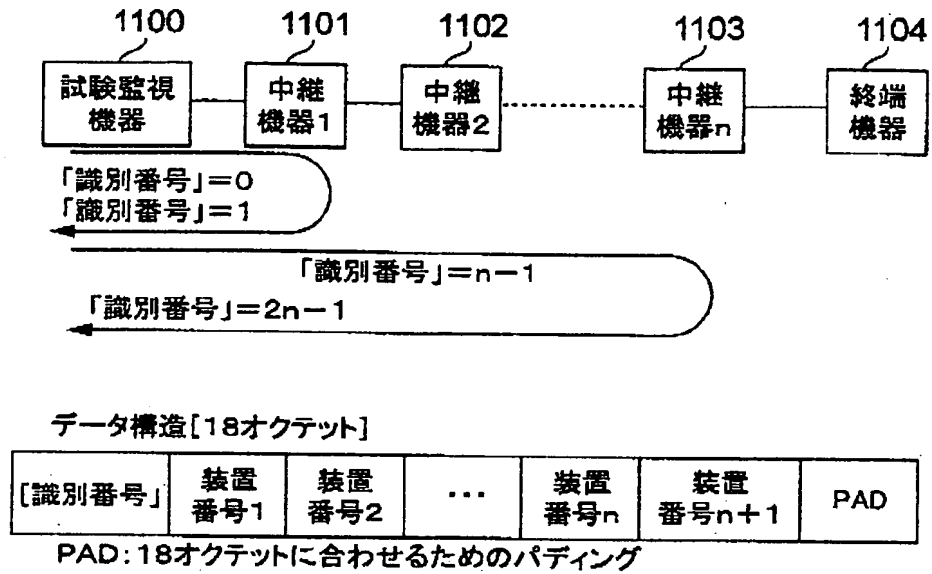 1100 1101 1102 1103 1104
試験監視
機器
中継
機器1
中継
機器2
中継
機器n
終端
機器
「識別番号」=0
「識別番号」=1
「識別番号」=n-1
「識別番号」=2n-1
データ構造[18オクテット]
[識別番号」
装置
番号1
装置
番号2
...
装置
番号n
装置
番号n+1
PAD
PAD:18オクテットに合わせるためのパディング